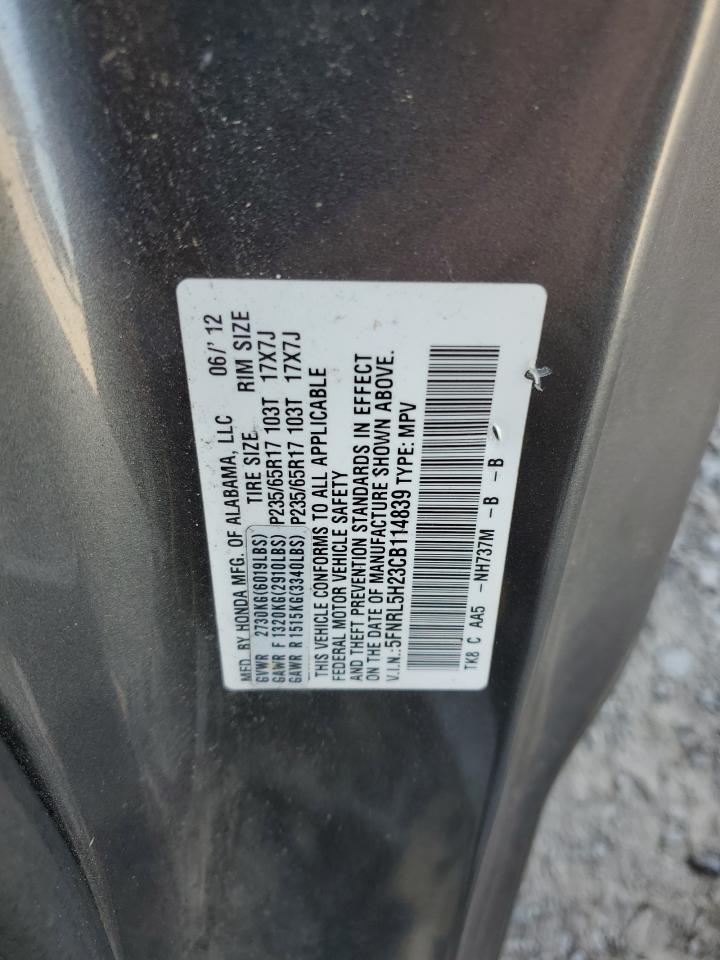 MFD. BY HONDA MFG. OF ALABAMA, LLC 06/'12
GVWR 2730KG(6019LBS) TIRE SIZE RIM SIZE
GAWR F 1320KG(2910LBS) P235/65R17 103T 17X7J
GAWR R 1515KG(3340LBS) P235/65R17 103T 17X7J
THIS VEHICLE CONFORMS TO ALL APPLICABLE
FEDERAL MOTOR VEHICLE SAFETY
AND THEFT PREVENTION STANDARDS IN EFFECT
ON THE DATE OF MANUFACTURE SHOWN ABOVE.
V.I.N.:5FNRL5H23CB114839 TYPE: MPV
TK8 C AA5 -NH737M -B -B